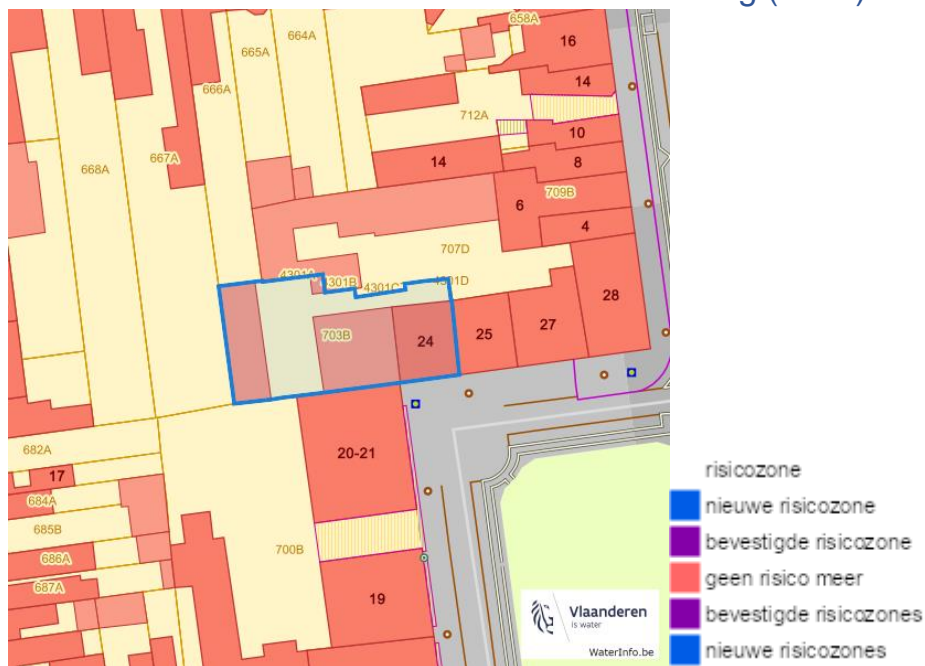 g (
658A
664A
16
665A
14
666A
712A
10
667A
14
8
668A
709B
6
4
707D
4301A
4301B
4301C
4301D
28
703B
27
25
24
682A
20-21
17
684A
685B
700B
686A
687A
19
Vlaanderen
is water
WaterInfo.be
risicozone
nieuwe risicozone
bevestigde risicozone
geen risico meer
bevestigde risicozones
nieuwe risicozones